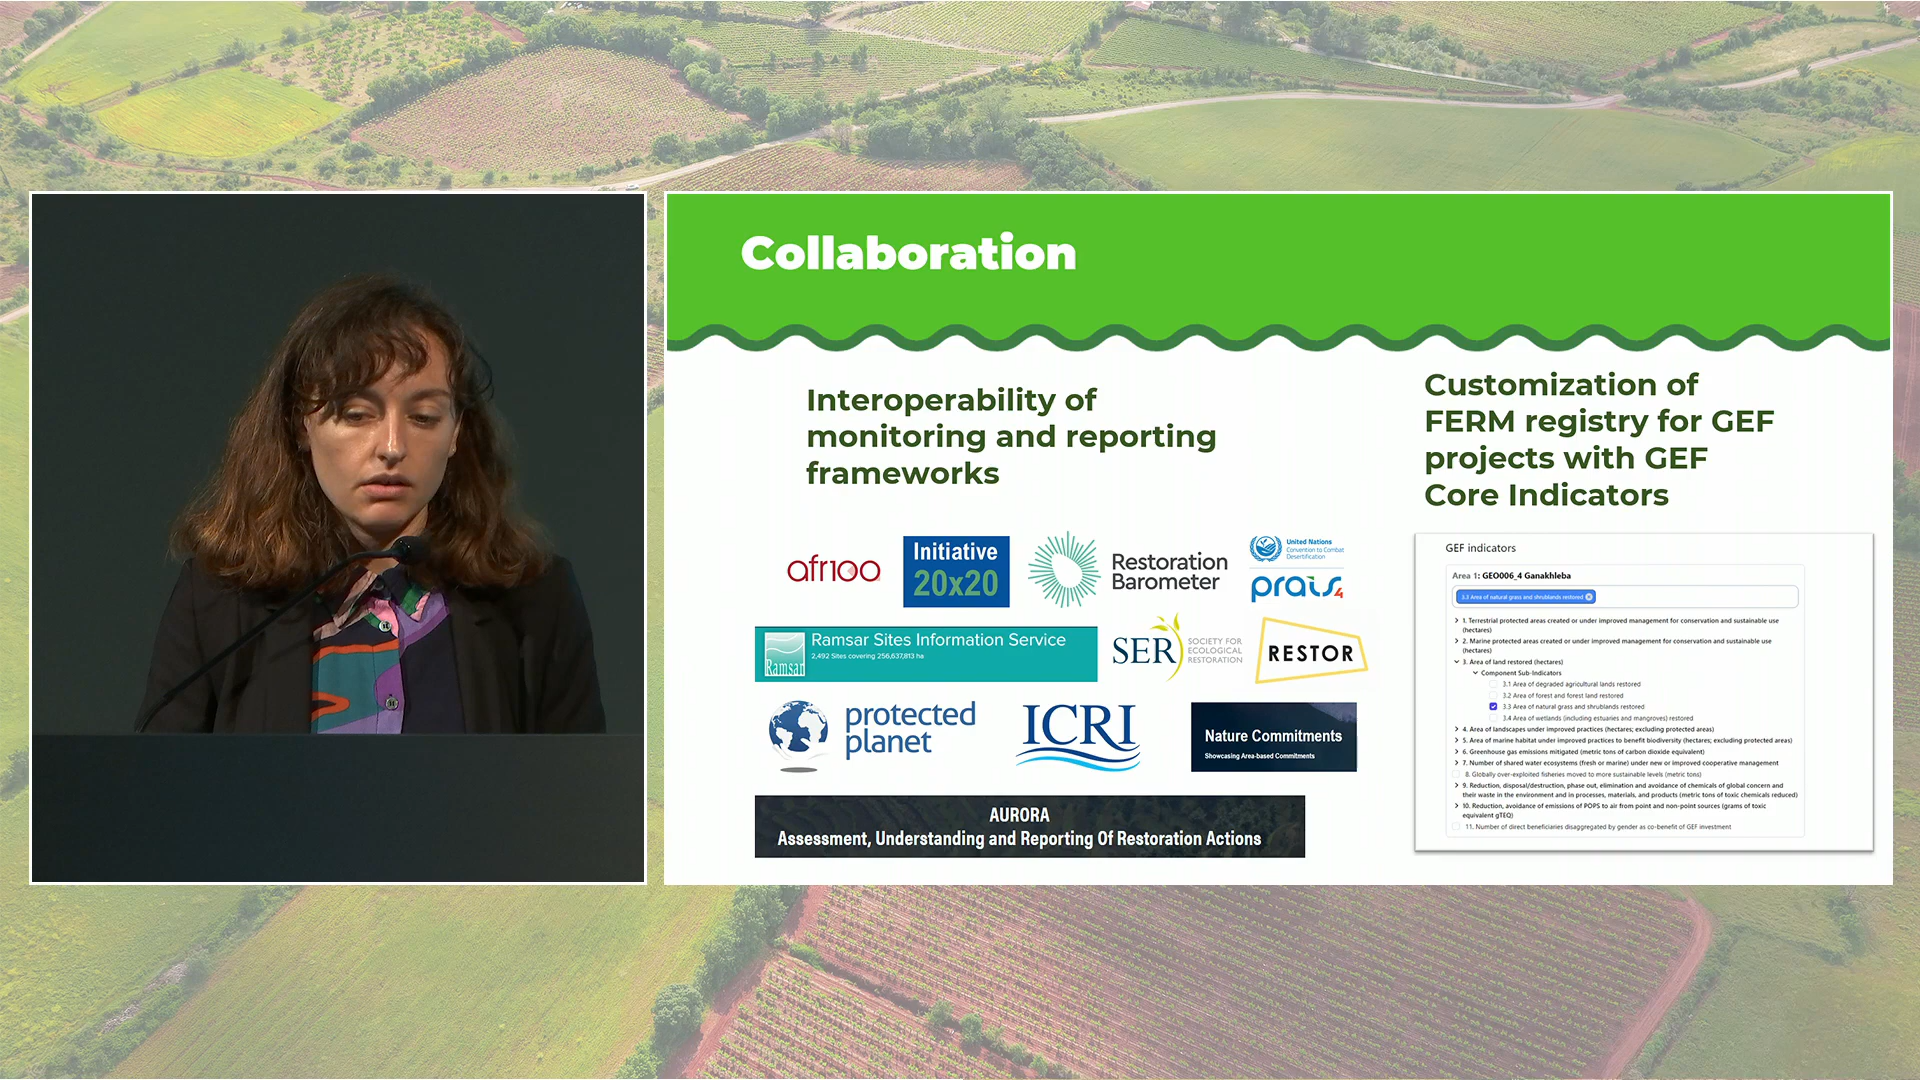 Collaboration
Interoperability of
monitoring and reporting
frameworks
Customization of
FERM registry for GEF
projects with GEF
Core Indicators
afr100
Initiative
20x20
Restoration
Barometer
United Nations
Convention to Combat
Desertification
prais4
Ramsar
Ramsar Sites Information Service
2,492 Sites covering 256,637,813 ha
SER
SOCIETY FOR
ECOLOGICAL
RESTORATION
RESTOR
protected
planet
ICRI
Nature Commitments
Showcasing Area-based Commitments
AURORA
Assessment, Understanding and Reporting Of Restoration Actions
GEF indicators
Area 1: GEO006_4 Ganakhleba
3.3 Area of natural grass and shrublands restored
1. Terrestrial protected areas created or under improved management for conservation and sustainable use
(hectares)
2. Marine protected areas created or under improved management for conservation and sustainable use
(hectares)
3. Area of land restored (hectares)
Component Sub-Indicators
3.1 Area of degraded agricultural lands restored
3.2 Area of forest and forest land restored
3.3 Area of natural grass and shrublands restored
3.4 Area of wetlands (including estuaries and mangroves) restored
4. Area of landscapes under improved practices (hectares; excluding protected areas)
5. Area of marine habitat under improved practices to benefit biodiversity (hectares; excluding protected areas)
6. Greenhouse gas emissions mitigated (metric tons of carbon dioxide equivalent)
7. Number of shared water ecosystems (fresh or marine) under new or improved cooperative management
8. Globally over-exploited fisheries moved to more sustainable levels (metric tons)
9. Reduction, disposal/destruction, phase out, elimination and avoidance of chemicals of global concern and
their waste in the environment and in processes, materials, and products (metric tons of toxic chemicals reduced)
10. Reduction, avoidance of emissions of POPS to air from point and non-point sources (grams of toxic
equivalent gTEQ)
11. Number of direct beneficiaries disaggregated by gender as co-benefit of GEF investment